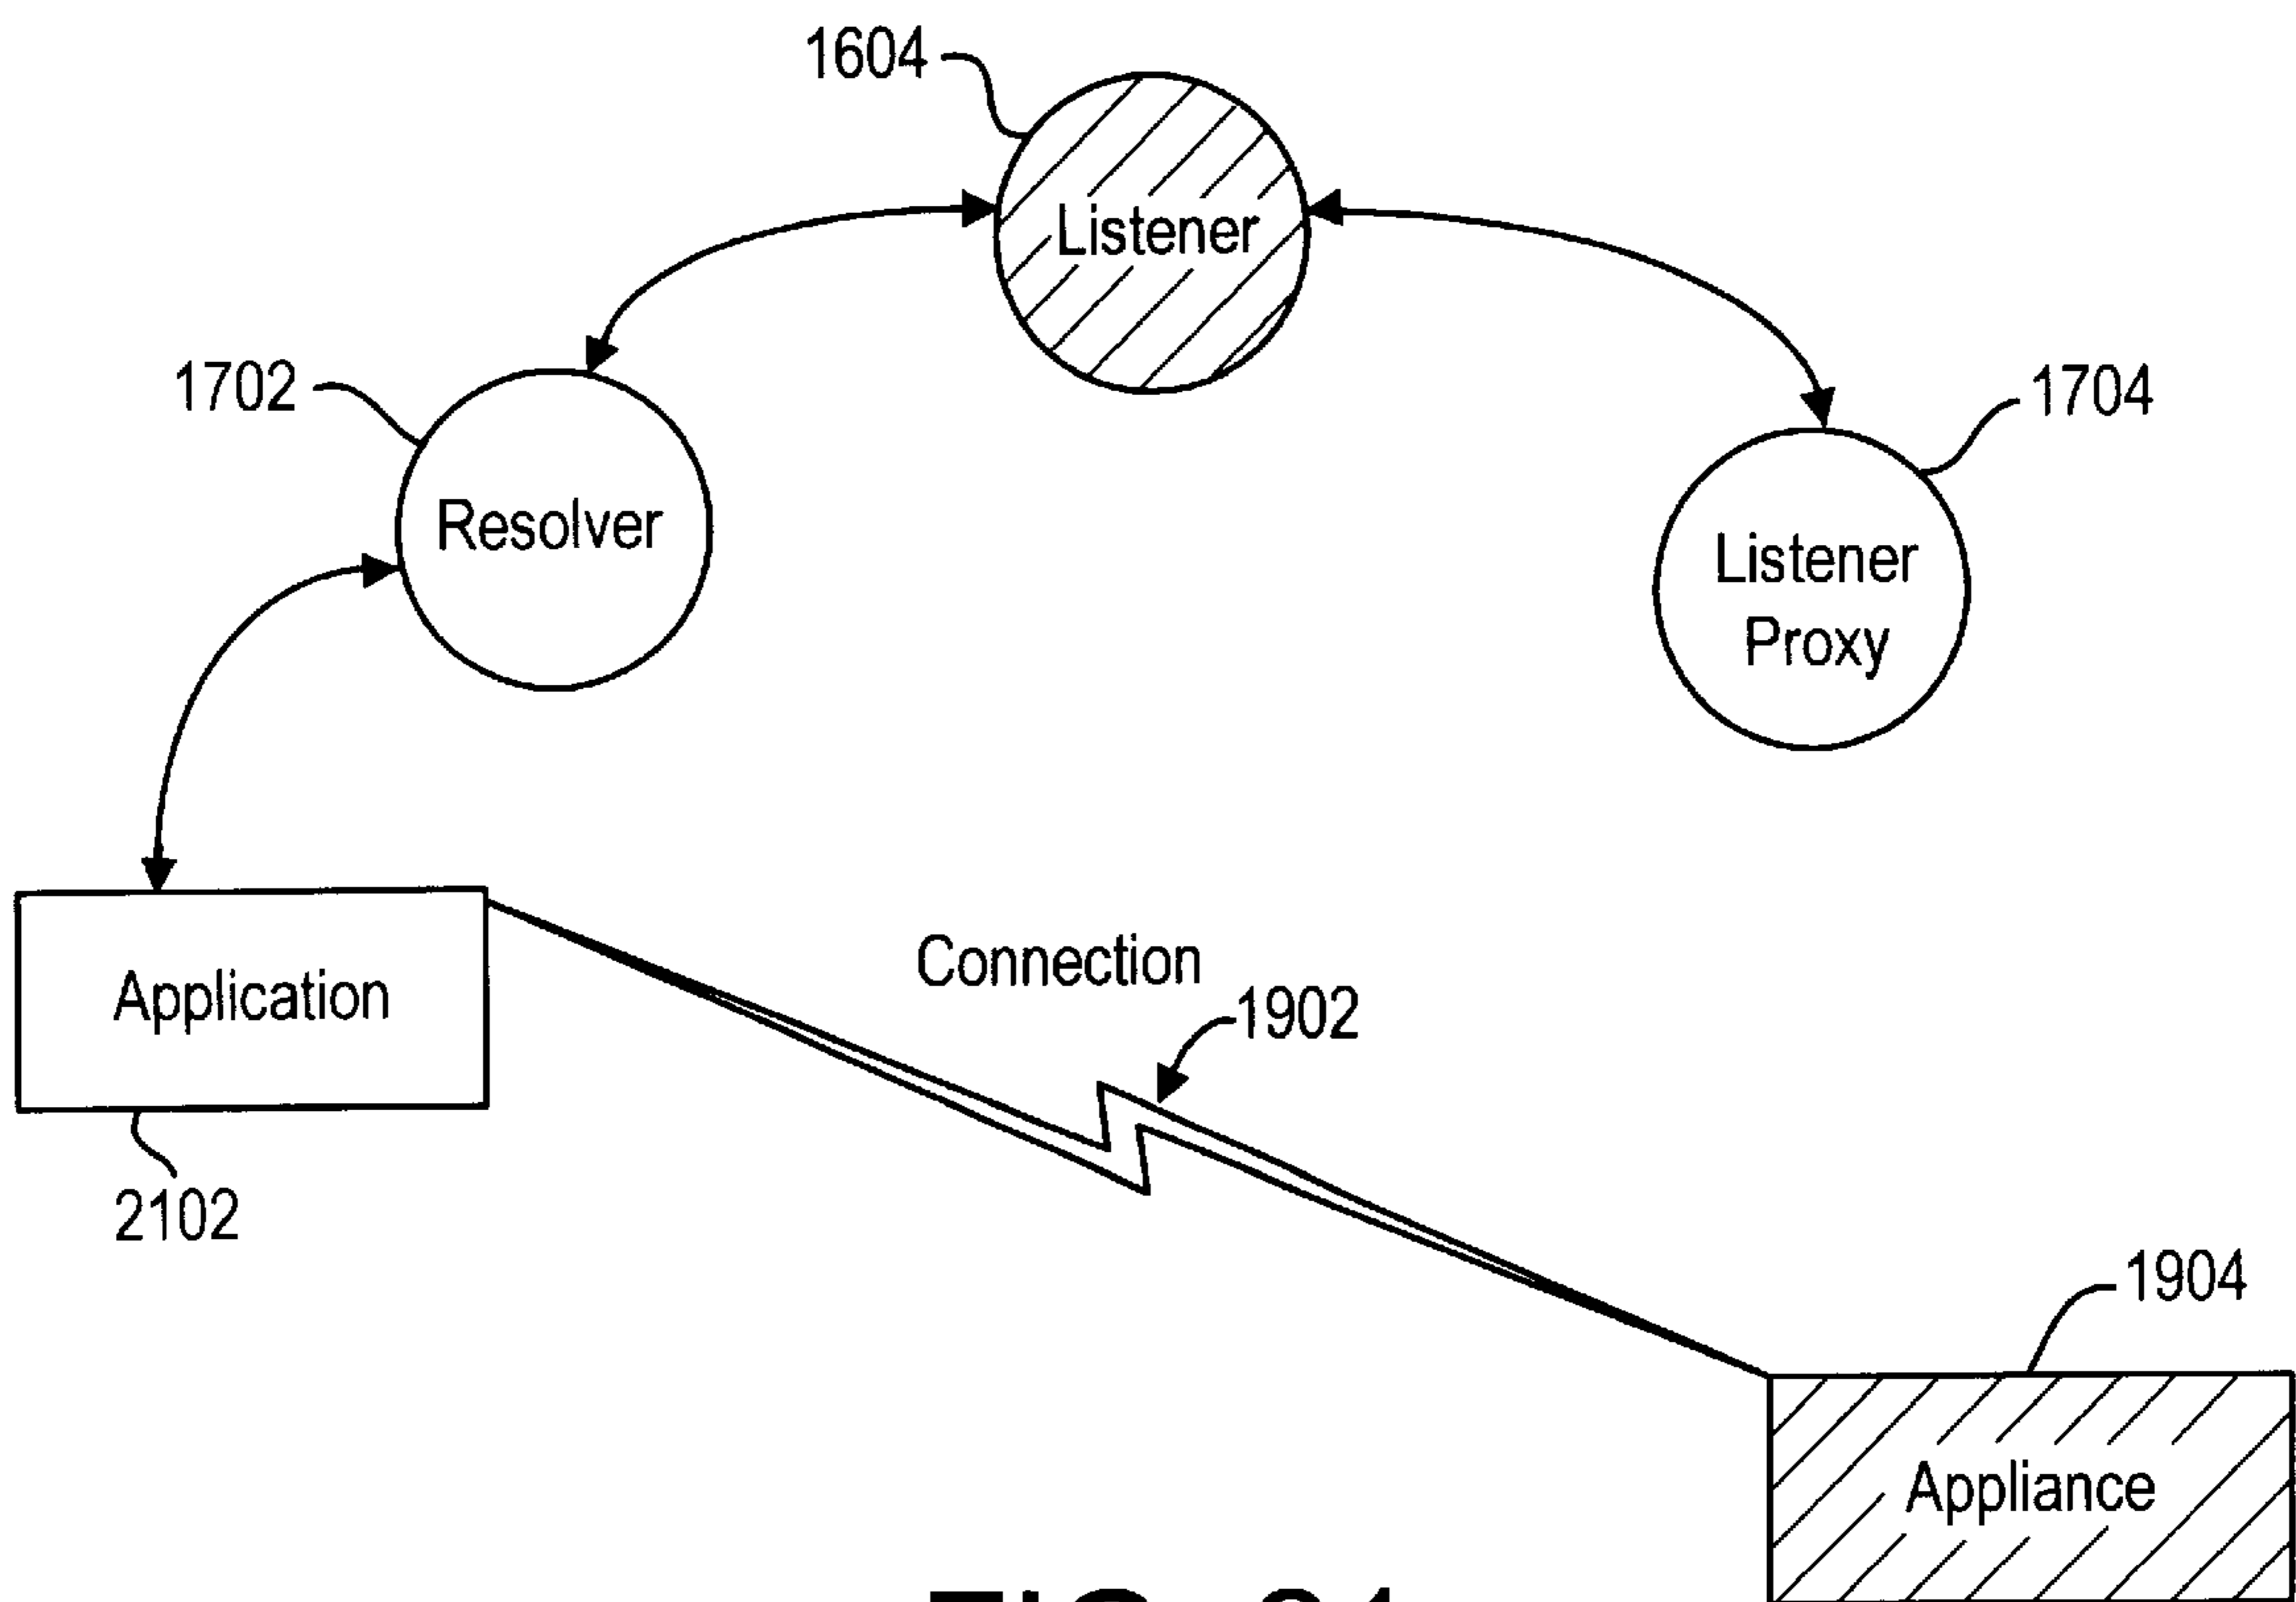 1604
Listener
1702
1704
Resolver
Listener
Proxy
Connection
1902
Application
2102
1904
Appliance